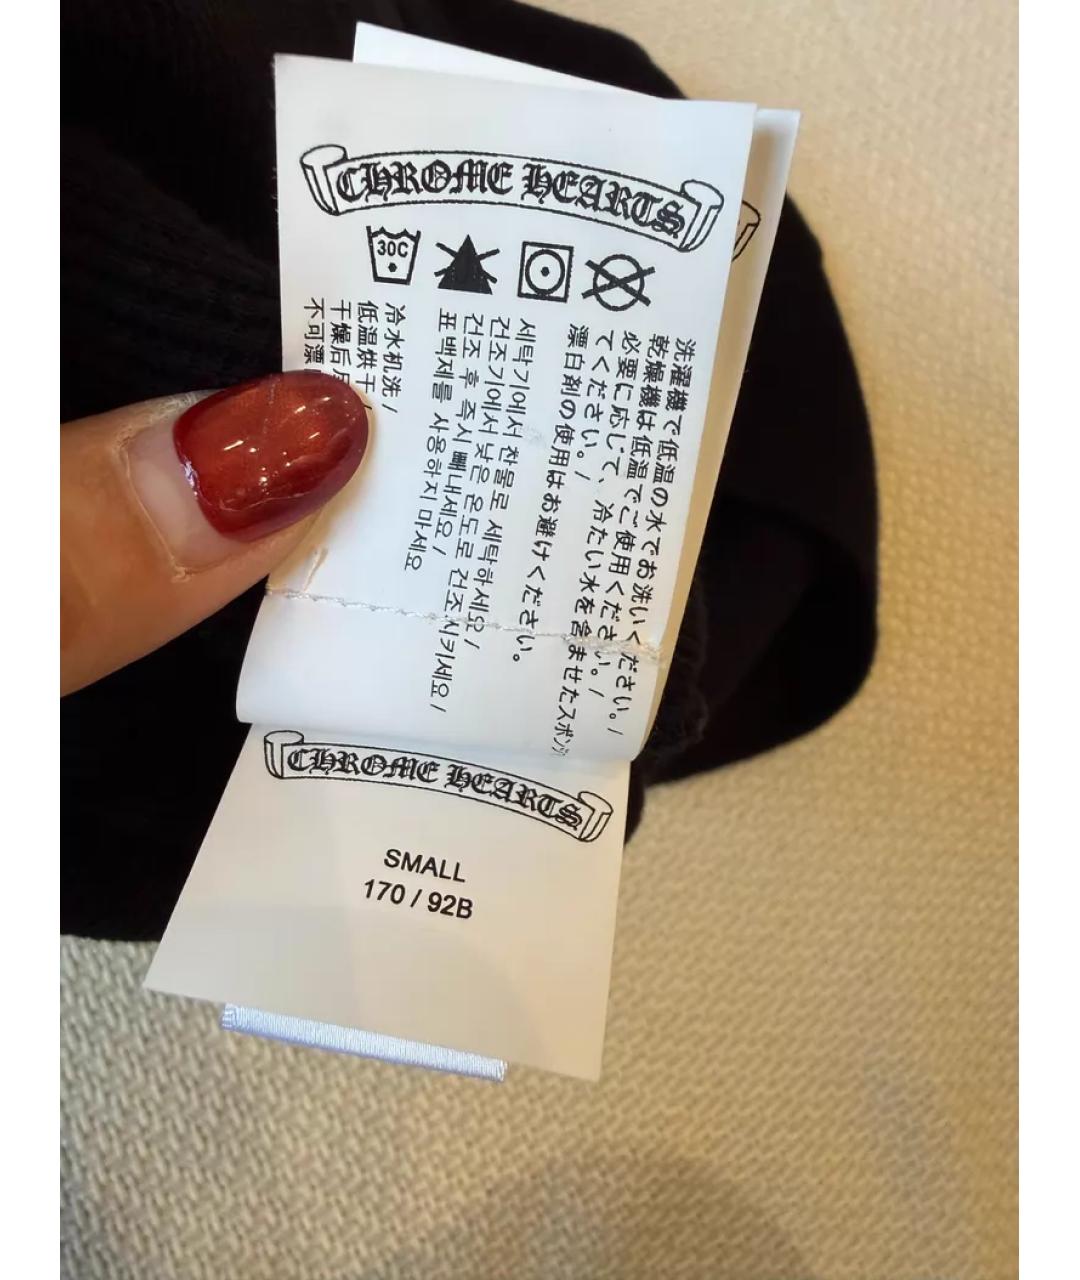 CHROME HEARTS
30C
洗濯機で低温の水でお洗いください。/
乾燥機は低温でご使用ください。/
必要に応じて、冷たい水を含ませたスポン
てください。/
漂白剤の使用はお避けください。
세탁기에서 찬물로 세탁하세요 /
건조기에서 낮은 온도로 건조시키세요 /
건조 후 즉시 빼내세요 /
표백제를 사용하지 마세요
冷水机洗 /
低温烘干 /
干燥后
不可漂
CHROME HEARTS
SMALL
170 / 92B